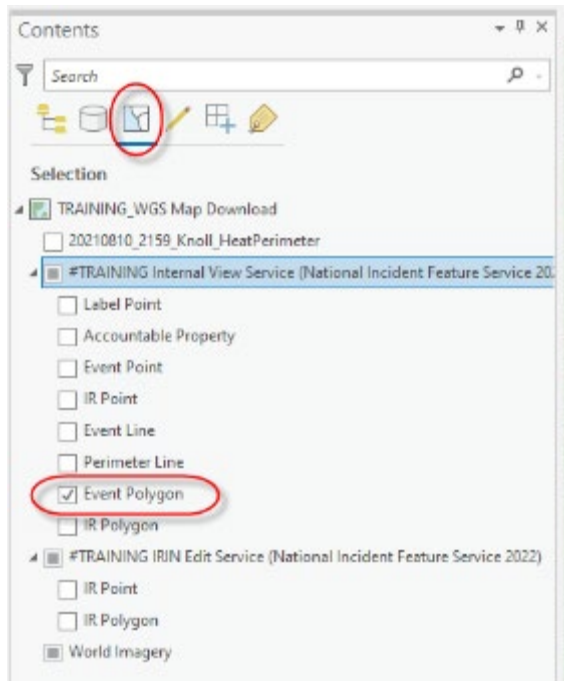 Contents
Search
Selection
TRAINING_WGS Map Download
20210810_2159_Knoll_HeatPerimeter
#TRAINING Internal View Service (National Incident Feature Service 20
Label Point
Accountable Property
Event Point
IR Point
Event Line
Perimeter Line
Event Polygon
IR Polygon
#TRAINING IRIN Edit Service (National Incident Feature Service 2022)
IR Point
IR Polygon
World Imagery